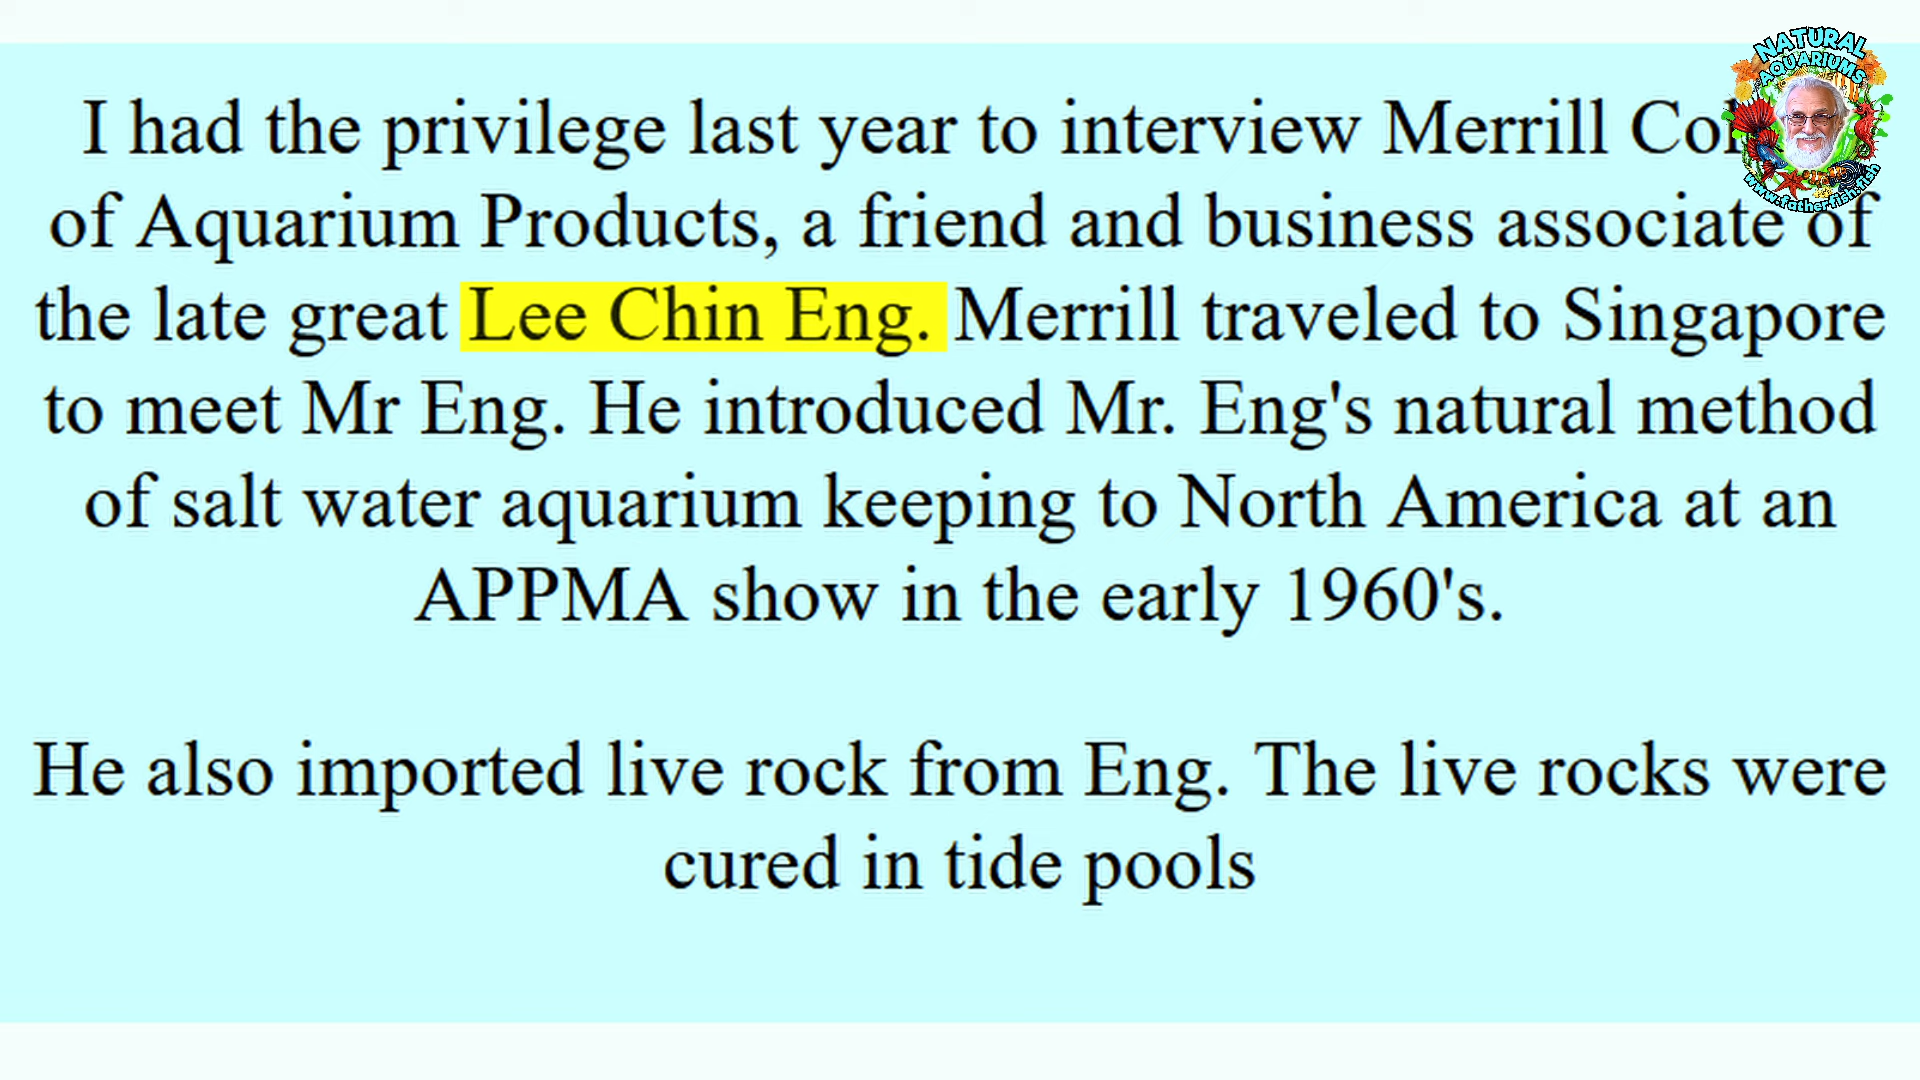 I had the privilege last year to interview Merrill
of Aquarium Products, a friend and business associate of
the late great Lee Chin Eng. Merrill traveled to Singapore
to meet Mr Eng. He introduced Mr. Eng's natural method
of salt water aquarium keeping to North America at an
APPMA show in the early 1960's.
He also imported live rock from Eng. The live rocks were
cured in tide pools
NATURAL
AQUARIUMS
www.fatherfish.fish